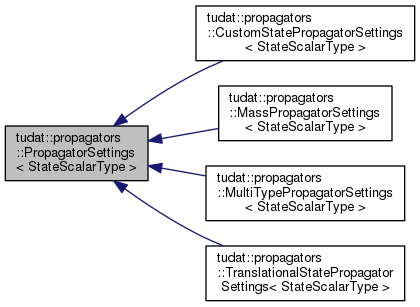 tudat::propagators
::CustomStatePropagatorSettings
< StateScalarType >
tudat::propagators
::MassPropagatorSettings
< StateScalarType >
tudat::propagators
::PropagatorSettings
< StateScalarType >
tudat::propagators
::MultiTypePropagatorSettings
< StateScalarType >
tudat::propagators
::TranslationalStatePropagator
Settings< StateScalarType >